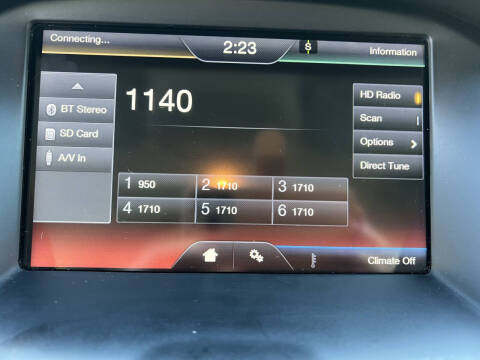 Connecting...
2:23
$
Information
1140
BT Stereo
SD Card
A/V In
HD Radio
Scan
Options
Direct Tune
1 950
2 1710
3 1710
4 1710
5 1710
6 1710
Climate Off